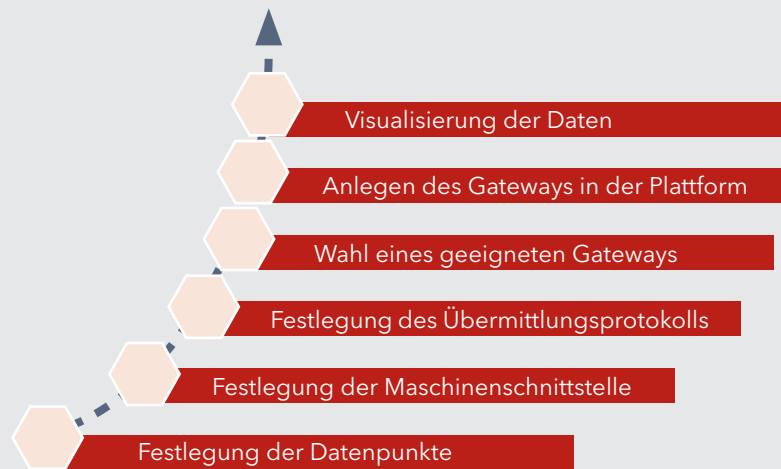 Visualisierung der Daten
Anlegen des Gateways in der Plattform
Wahl eines geeigneten Gateways
Festlegung des Übermittlungsprotokolls
Festlegung der Maschinenschnittstelle
Festlegung der Datenpunkte